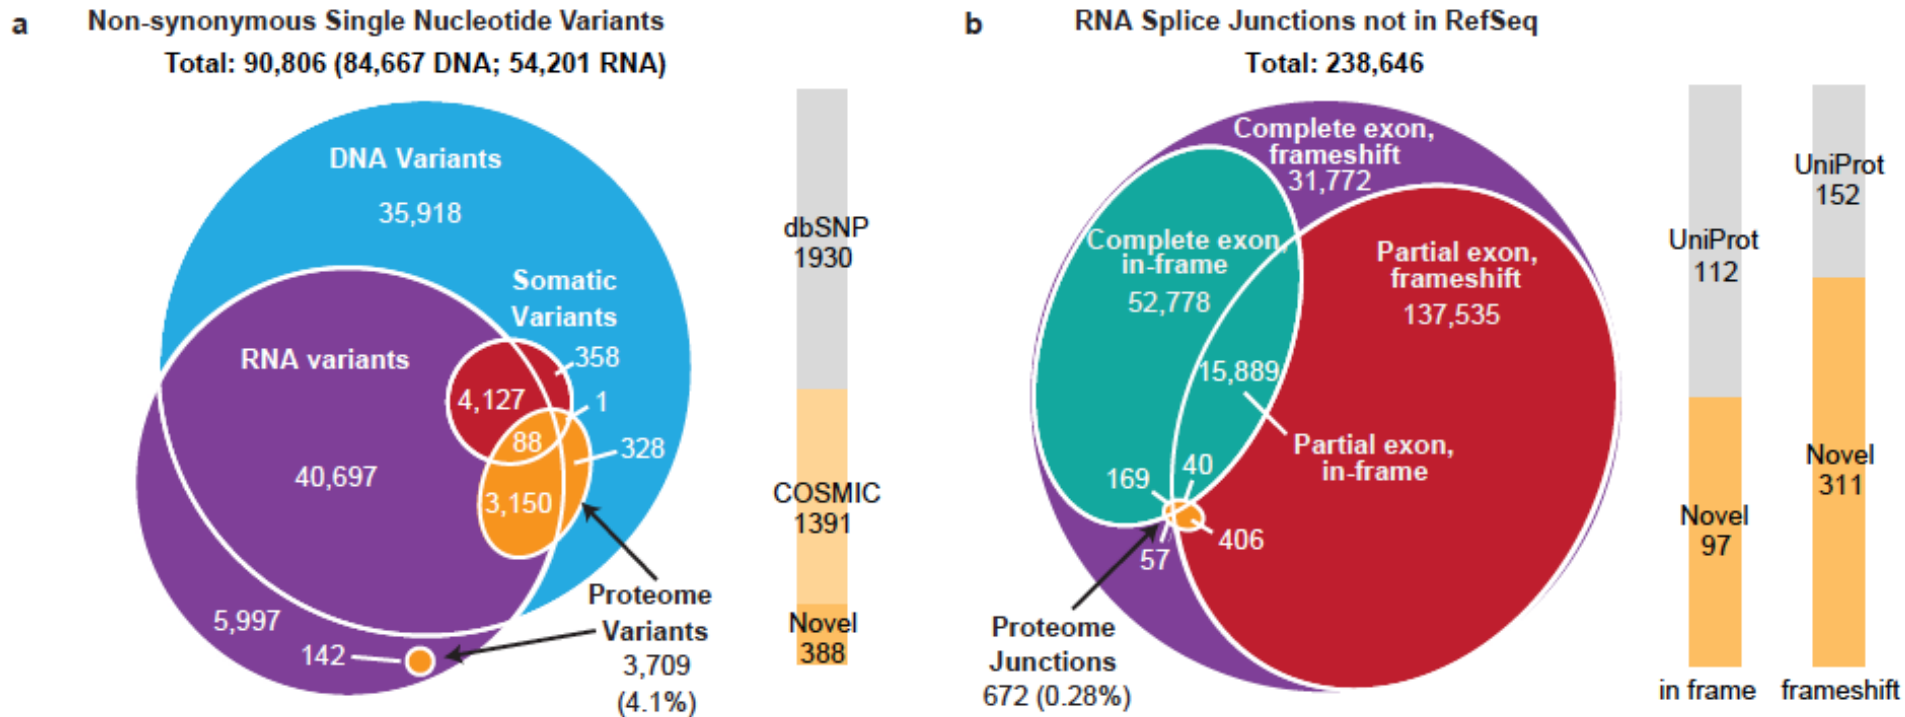 a
Non-synonymous Single Nucleotide Variants
Total: 90,806 (84,667 DNA; 54,201 RNA)
DNA Variants
35,918
Somatic
Variants
358
RNA variants
4,127
1
88
328
40,697
3,150
5,997
142
Proteome
Variants
3,709
(4.1%)
dbSNP
1930
COSMIC
1391
Novel
388
b
RNA Splice Junctions not in RefSeq
Total: 238,646
Complete exon,
frameshift
31,772
Complete exon,
in-frame
52,778
Partial exon,
frameshift
137,535
15,889
Partial exon,
in-frame
169
40
57
406
Proteome
Junctions
672 (0.28%)
UniProt
112
Novel
97
in frame
UniProt
152
Novel
311
frameshift